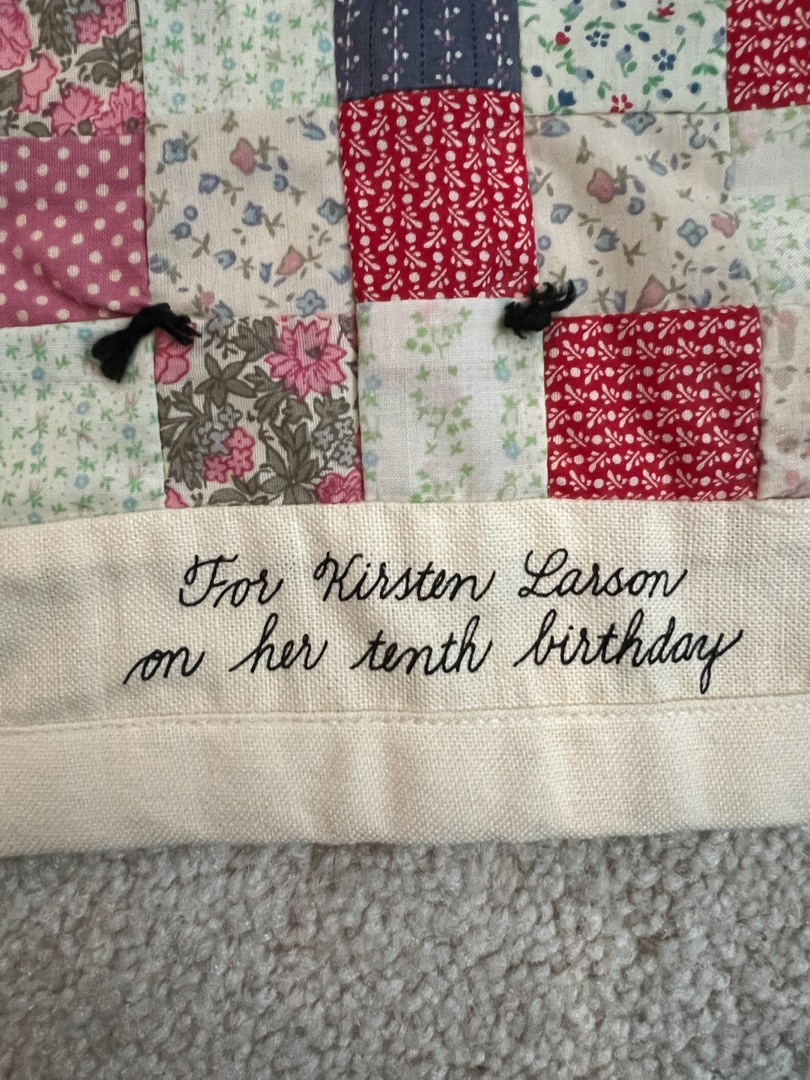 For Kirsten Larson
on her tenth birthday